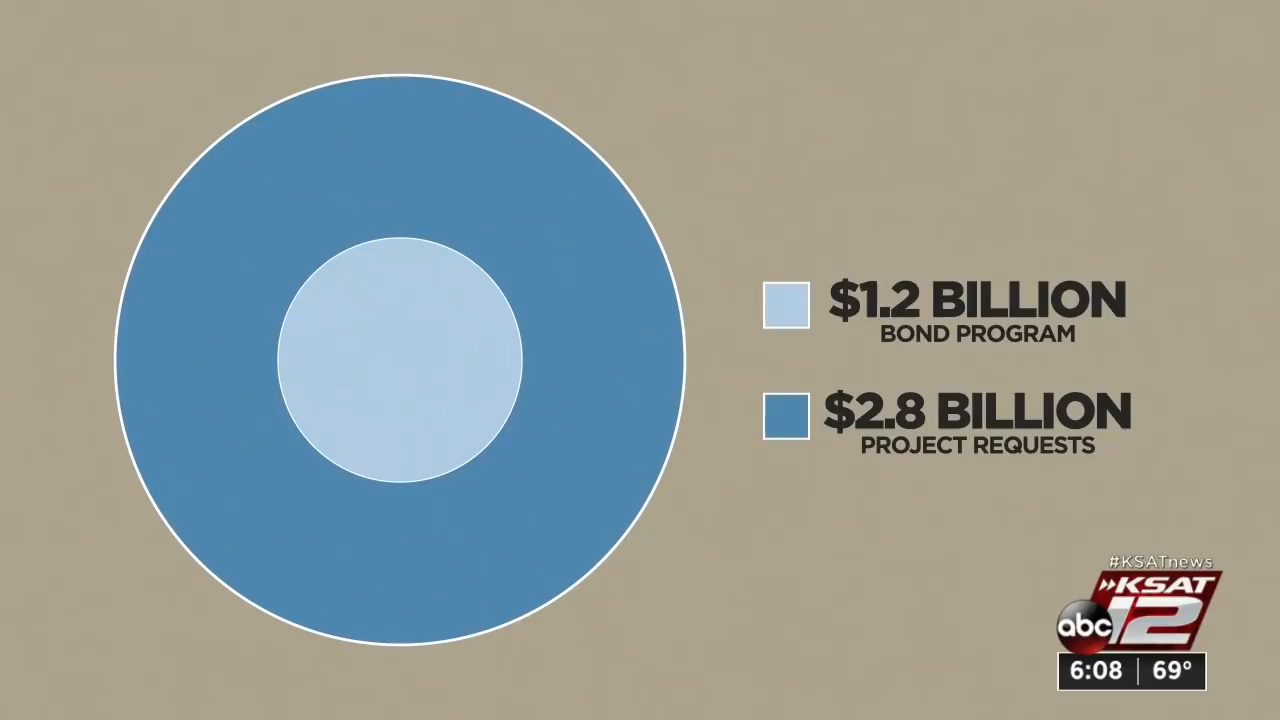 $1.2 BILLION
BOND PROGRAM
$2.8 BILLION
PROJECT REQUESTS
#KSATnews
KSAT
abc 12
6:08 69°